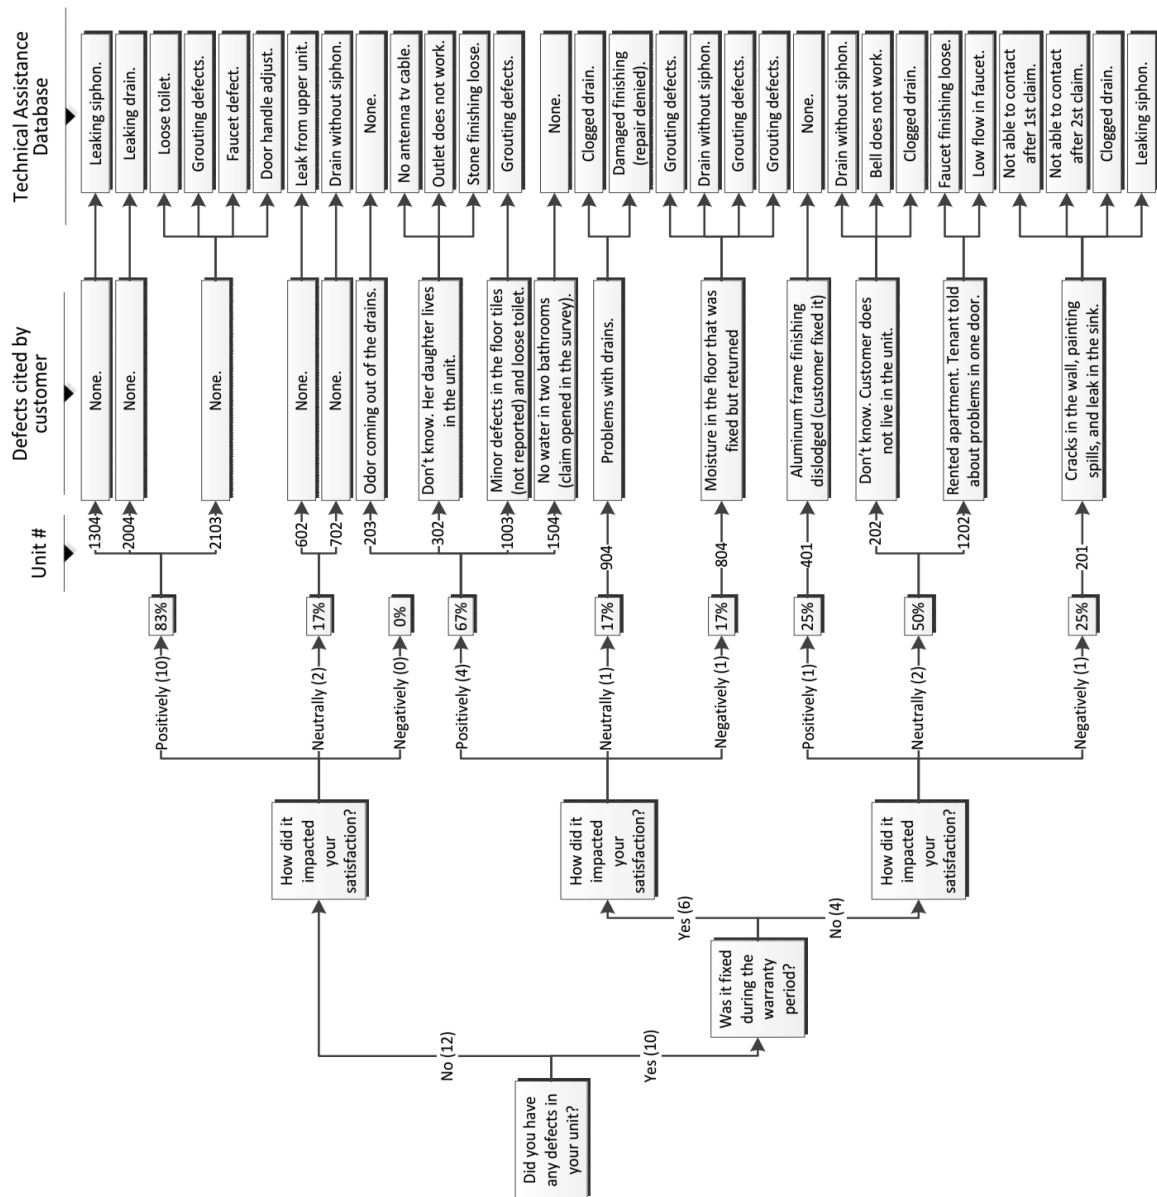 Did you have
any defects in
your unit?
No (12)
Yes (10)
Was it fixed
during the
warranty
period?
Yes (6)
No (4)
How did it
impacted
your
satisfaction?
How did it
impacted
your
satisfaction?
How did it
impacted
your
satisfaction?
Positively (10)
Neutrally (2)
Negatively (0)
Positively (4)
Neutrally (1)
Negatively (1)
Positively (1)
Neutrally (2)
Negatively (1)
83%
17%
0%
67%
17%
17%
25%
50%
25%
Unit #
1304
2004
2103
602
702
203
302
1003
1504
904
804
401
202
1202
201
Defects cited by
customer
None.
None.
None.
None.
None.
Odor coming out of the drains.
Don't know. Her daughter lives
in the unit.
Minor defects in the floor tiles
(not reported) and loose toilet.
No water in two bathrooms
(claim opened in the survey).
Problems with drains.
Moisture in the floor that was
fixed but returned
Aluminum frame finishing
dislodged (customer fixed it)
Don't know. Customer does
not live in the unit.
Rented apartment. Tenant told
about problems in one door.
Cracks in the wall, painting
spills, and leak in the sink.
Technical Assistance
Database
Leaking siphon.
Leaking drain.
Loose toilet.
Grouting defects.
Faucet defect.
Door handle adjust.
Leak from upper unit.
Drain without siphon.
None.
No antenna tv cable.
Outlet does not work.
Stone finishing loose.
Grouting defects.
None.
Clogged drain.
Damaged finishing
(repair denied).
Grouting defects.
Drain without siphon.
Grouting defects.
Grouting defects.
None.
Drain without siphon.
Bell does not work.
Clogged drain.
Faucet finishing loose.
Low flow in faucet.
Not able to contact
after 1st claim.
Not able to contact
after 2st claim.
Clogged drain.
Leaking siphon.